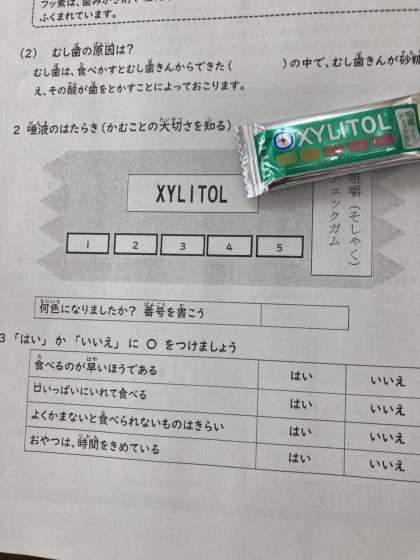 フッ素は、歯みがき剤や
ふくまれています。
(2) むし歯の原因は？
むし歯は、食べかすとむし歯きんからできた（　　　）の中で、むし歯きんが砂糖
え、その酸が歯をとかすことによっておこります。
2 唾液のはたらき（かむことの大切さを知る）
XYLITOL
XYLITOL
咀嚼（そしゃく）
チェックガム
1 2 3 4 5
何色になりましたか？ 番号を書こう
3 「はい」か「いいえ」に ○ をつけましょう
食べるのが早いほうである はい いいえ
口いっぱいにいれて食べる はい いいえ
よくかまないと食べられないものはきらい はい いいえ
おやつは、時間をきめている はい いいえ